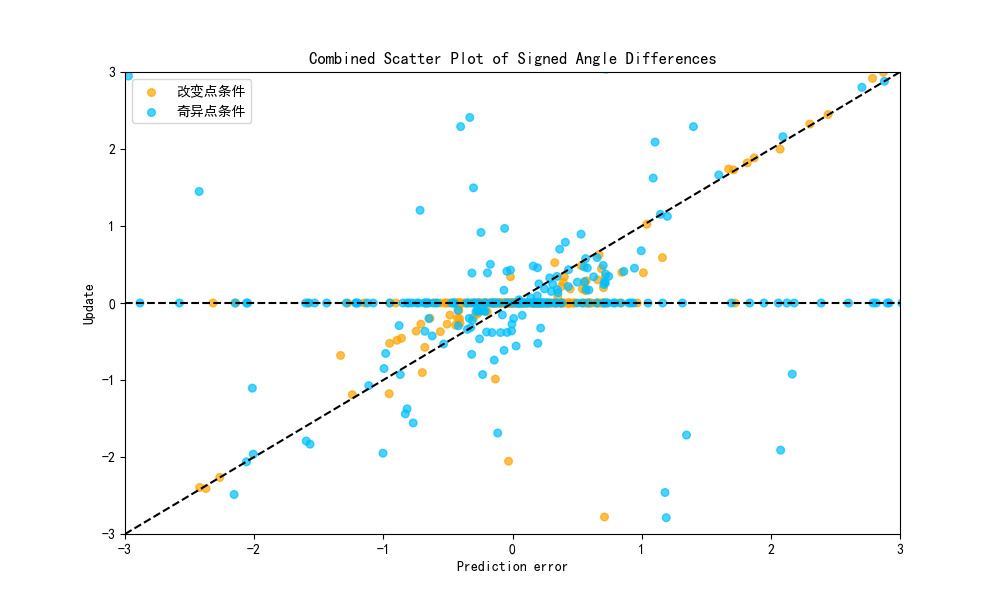 Combined Scatter Plot of Signed Angle Differences
改变点条件
奇异点条件
3
2
1
0
−1
−2
−3
Update
−3 −2 −1 0 1 2 3
Prediction error